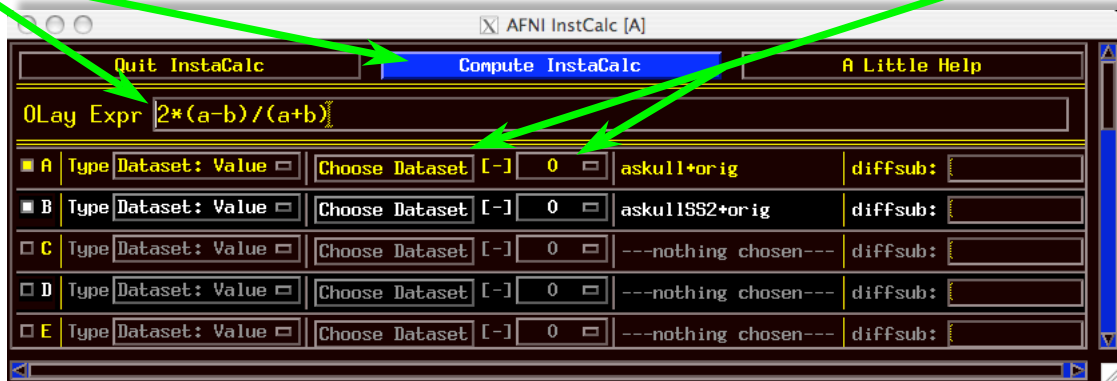 X AFNI InstCalc [A]
Quit InstaCalc Compute InstaCalc A Little Help
OLay Expr 2*(a-b)/(a+b)
A Type Dataset: Value Choose Dataset [-] 0 askull+orig diffsub:
B Type Dataset: Value Choose Dataset [-] 0 askullSS2+orig diffsub:
C Type Dataset: Value Choose Dataset [-] 0 ---nothing chosen--- diffsub:
D Type Dataset: Value Choose Dataset [-] 0 ---nothing chosen--- diffsub:
E Type Dataset: Value Choose Dataset [-] 0 ---nothing chosen--- diffsub: